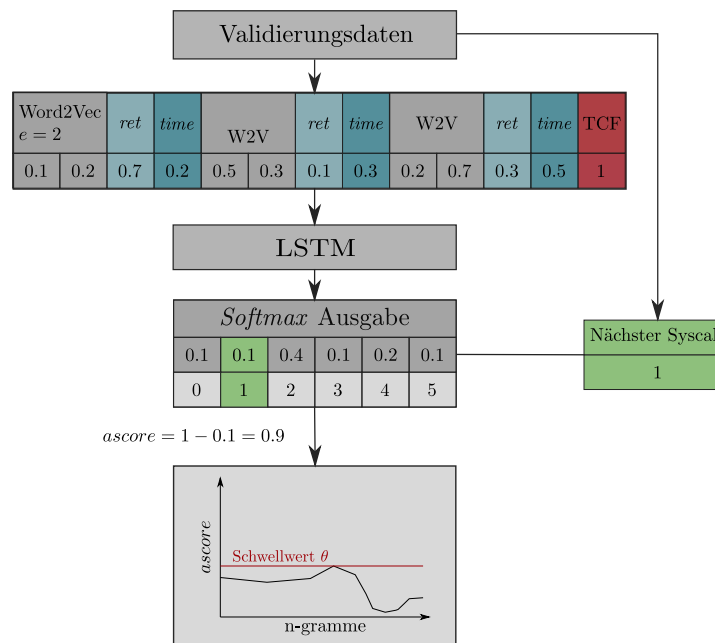 Validierungsdaten
Word2Vec
e = 2
ret
time
W2V
ret
time
W2V
ret
time
TCF
0.1 0.2 0.7 0.2 0.5 0.3 0.1 0.3 0.2 0.7 0.3 0.5 1
LSTM
Softmax Ausgabe
0.1 0.1 0.4 0.1 0.2 0.1
0 1 2 3 4 5
Nächster Syscall
1
ascore = 1 − 0.1 = 0.9
ascore
Schwellwert θ
n-gramme